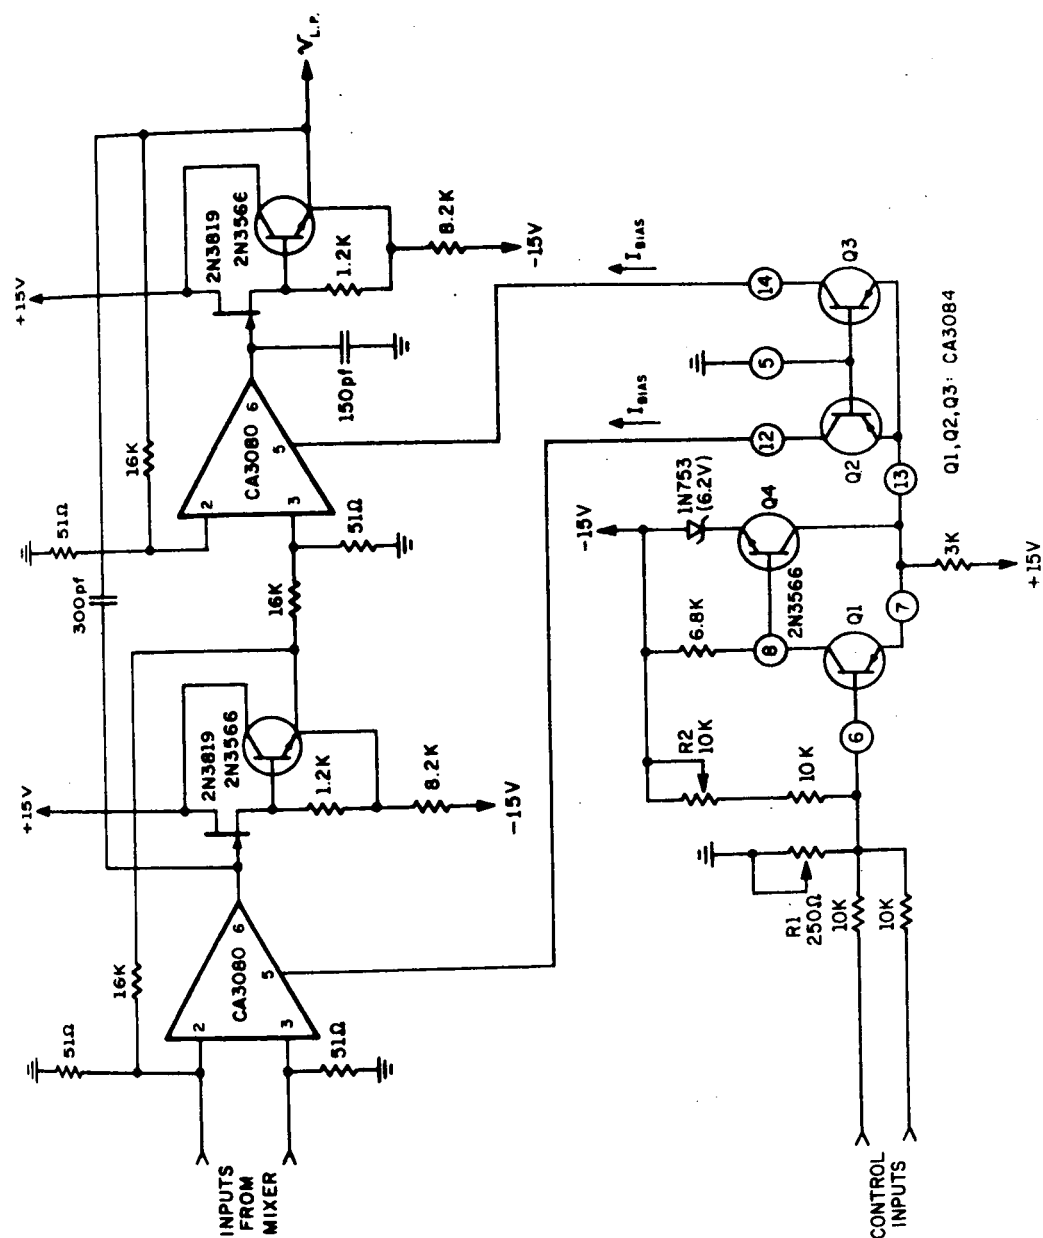 +15V
300pf
51Ω
16K
2
3
CA3080
6
5
51Ω
INPUTS
FROM
MIXER
+15V
2N3819
2N3566
1.2K
8.2K
-15V
16K
51Ω
16K
2
3
CA3080
6
5
51Ω
150pf
2N3819
2N3566
1.2K
8.2K
-15V
V L.P.
I BIAS
I BIAS
-15V
1N753
(6.2V)
Q4
2N3566
6.8K
8
R2
10K
10K
R1
250Ω
10K
10K
CONTROL
INPUTS
6
Q1
7
3K
+15V
13
12
5
14
Q2
Q3
Q1,Q2,Q3: CA3084